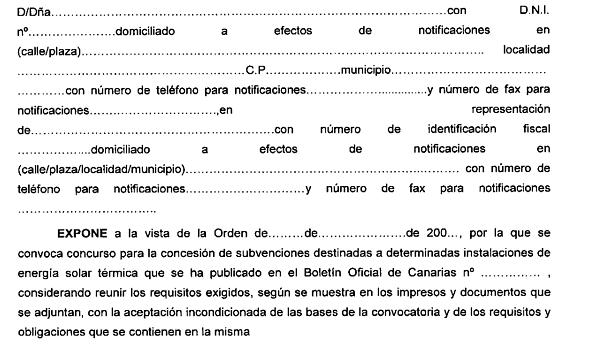 D/Dña……………………………………………………………………con D.N.I.
nº…………………..domiciliado a efectos de notificaciones en
(calle/plaza)…………………………………………………………………. localidad
…………………………………………C.P……………..municipio……………………………
…………con número de teléfono para notificaciones………………................y número de fax para
notificaciones……………………………,en representación
de………………………………………………con número de identificación fiscal
……………….domiciliado a efectos de notificaciones en
(calle/plaza/localidad/municipio)…………………………………………………… con número de
teléfono para notificaciones……………………y número de fax para notificaciones
…………………………….
EXPONE a la vista de la Orden de………de……………….de 200…, por la que se
convoca concurso para la concesión de subvenciones destinadas a determinadas instalaciones de
energía solar térmica que se ha publicado en el Boletín Oficial de Canarias nº …………… ,
considerando reunir los requisitos exigidos, según se muestra en los impresos y documentos que
se adjuntan, con la aceptación incondicionada de las bases de la convocatoria y de los requisitos y
obligaciones que se contienen en la misma